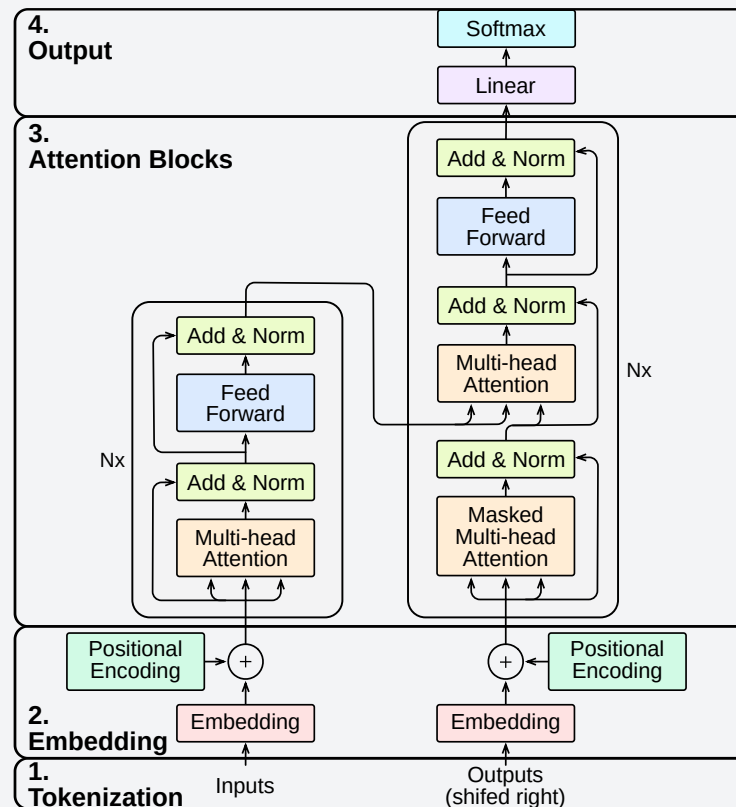 4.
Output
Softmax
Linear
3.
Attention Blocks
Add & Norm
Feed
Forward
Add & Norm
Multi-head
Attention
Nx
Add & Norm
Masked
Multi-head
Attention
Add & Norm
Feed
Forward
Nx
Add & Norm
Multi-head
Attention
Positional
Encoding
+
+
Positional
Encoding
2.
Embedding
Embedding
Embedding
1.
Tokenization
Inputs
Outputs
(shifed right)